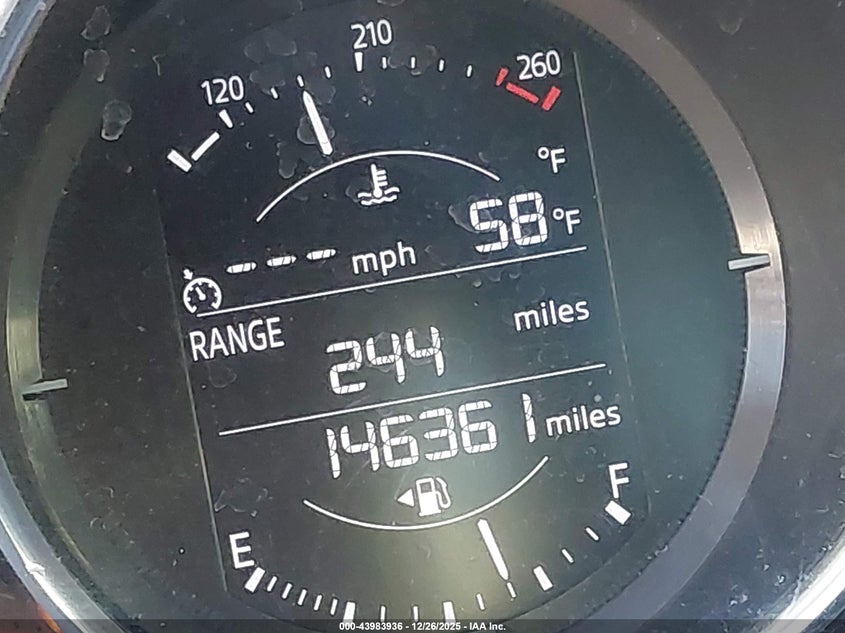 210
120
260
°F
--- mph
58°F
RANGE
244 miles
146361 miles
E
F
000-43983936 - 12/26/2025 - IAA Inc.